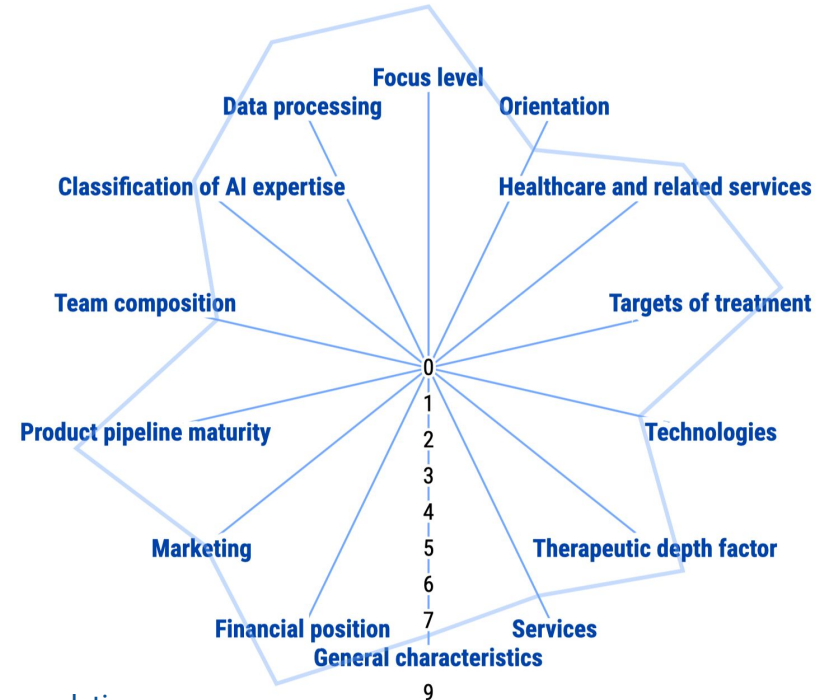 Focus level
Data processing
Orientation
Classification of AI expertise
Healthcare and related services
Team composition
Targets of treatment
0
1
Product pipeline maturity
2
Technologies
3
4
Marketing
5
Therapeutic depth factor
6
7
Financial position
Services
General characteristics
9